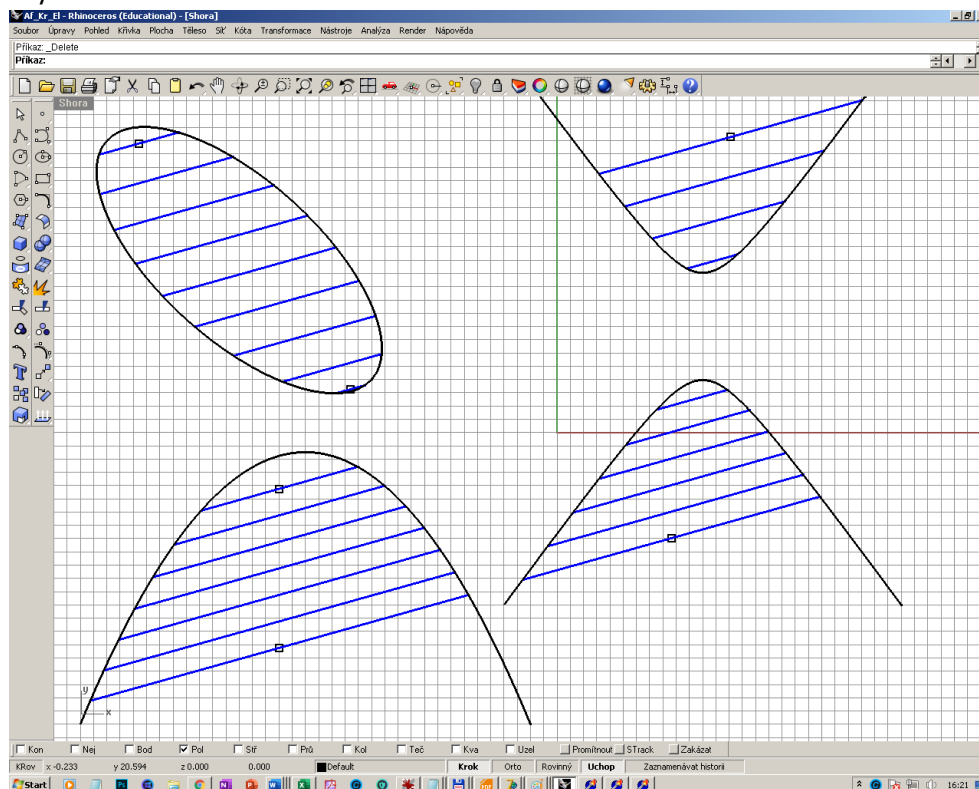 Af_Kr_El - Rhinoceros (Educational) - [Shora]
Soubor Úpravy Pohled Křivka Plocha Těleso Síť Kóta Transformace Nástroje Analýza Render Nápověda
Příkaz: _Delete
Příkaz:
Shora
y
x
Kon Nej Bod Pol Stř Prů Kol Teč Kva Uzel Promítnout STrack Zakázat
KRov x -0.233 y 20.594 z 0.000 0.000 Default Krok Orto Rovinný Uchop Zaznamenávat historii
Start 16:21